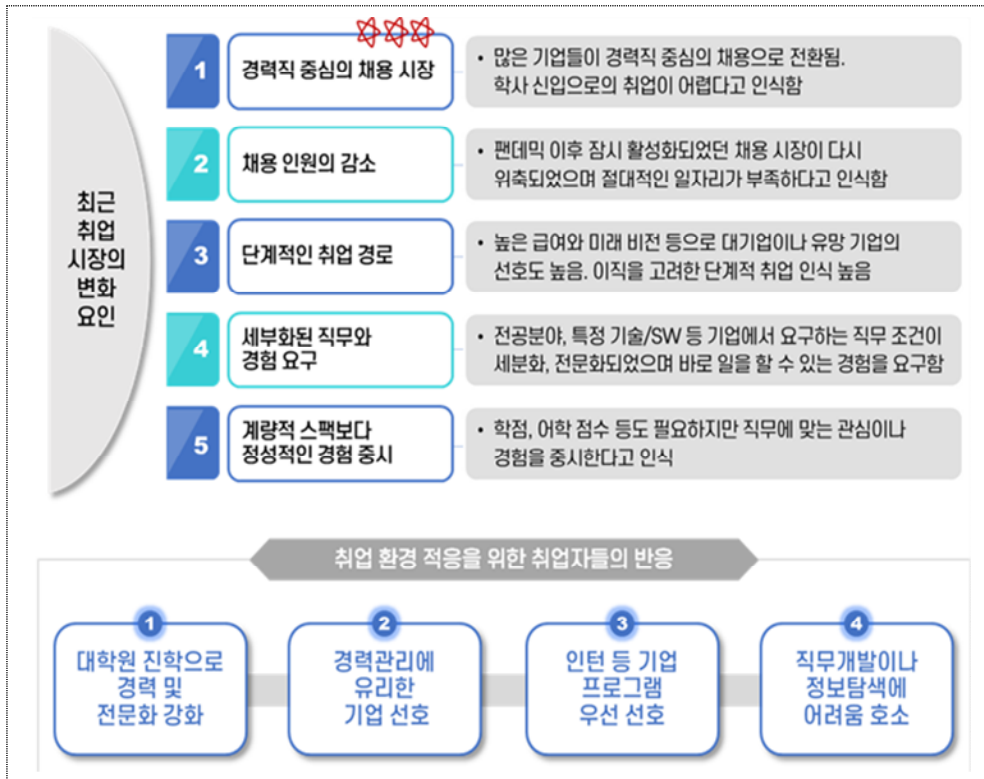 최근
취업
시장의
변화
요인
1
경력직 중심의 채용 시장
• 많은 기업들이 경력직 중심의 채용으로 전환됨.
학사 신입으로의 취업이 어렵다고 인식함
2
채용 인원의 감소
• 팬데믹 이후 잠시 활성화되었던 채용 시장이 다시
위축되었으며 절대적인 일자리가 부족하다고 인식함
3
단계적인 취업 경로
• 높은 급여와 미래 비전 등으로 대기업이나 유망 기업의
선호도 높음. 이직을 고려한 단계적 취업 인식 높음
4
세부화된 직무와
경험 요구
• 전공분야, 특정 기술/SW 등 기업에서 요구하는 직무 조건이
세분화, 전문화되었으며 바로 일을 할 수 있는 경험을 요구함
5
계량적 스팩보다
정성적인 경험 중시
• 학점, 어학 점수 등도 필요하지만 직무에 맞는 관심이나
경험을 중시한다고 인식
취업 환경 적응을 위한 취업자들의 반응
1
대학원 진학으로
경력 및
전문화 강화
2
경력관리에
유리한
기업 선호
3
인턴 등 기업
프로그램
우선 선호
4
직무개발이나
정보탐색에
어려움 호소